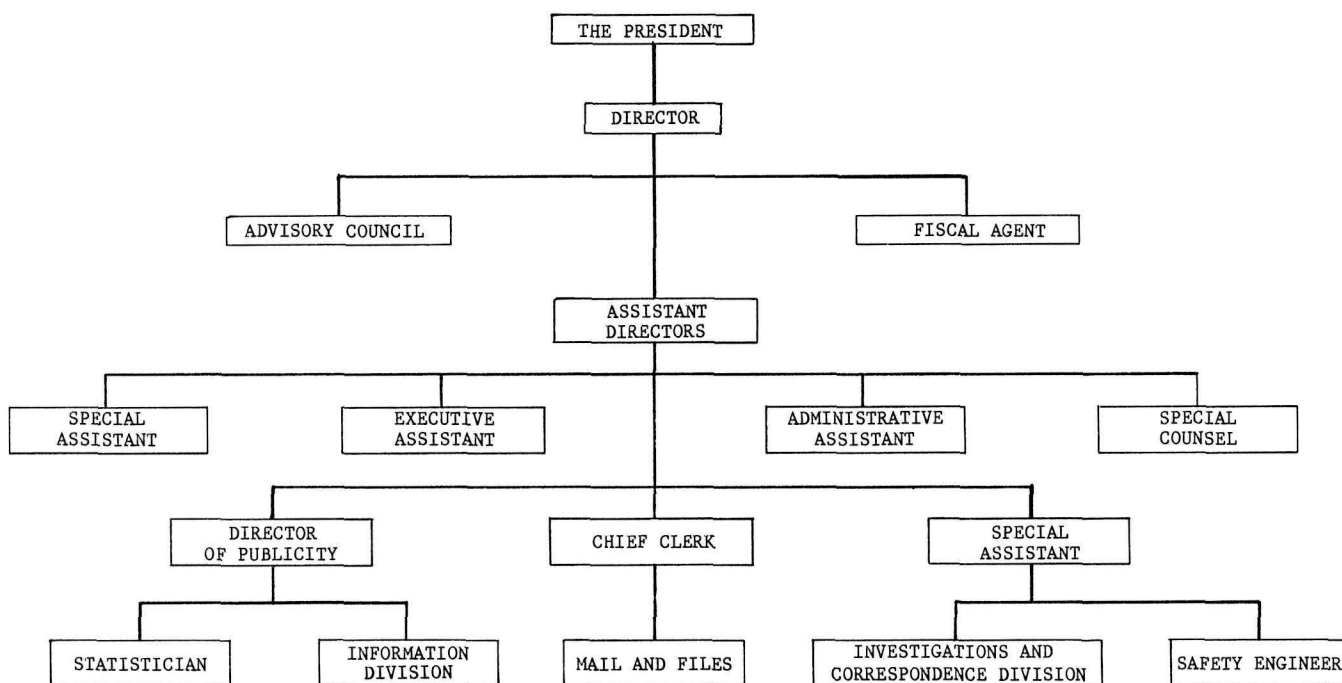 THE PRESIDENT
DIRECTOR
ADVISORY COUNCIL
FISCAL AGENT
ASSISTANT
DIRECTORS
SPECIAL
ASSISTANT
EXECUTIVE
ASSISTANT
ADMINISTRATIVE
ASSISTANT
SPECIAL
COUNSEL
DIRECTOR
OF PUBLICITY
CHIEF CLERK
SPECIAL
ASSISTANT
STATISTICIAN
INFORMATION
DIVISION
MAIL AND FILES
INVESTIGATIONS AND
CORRESPONDENCE DIVISION
SAFETY ENGINEER